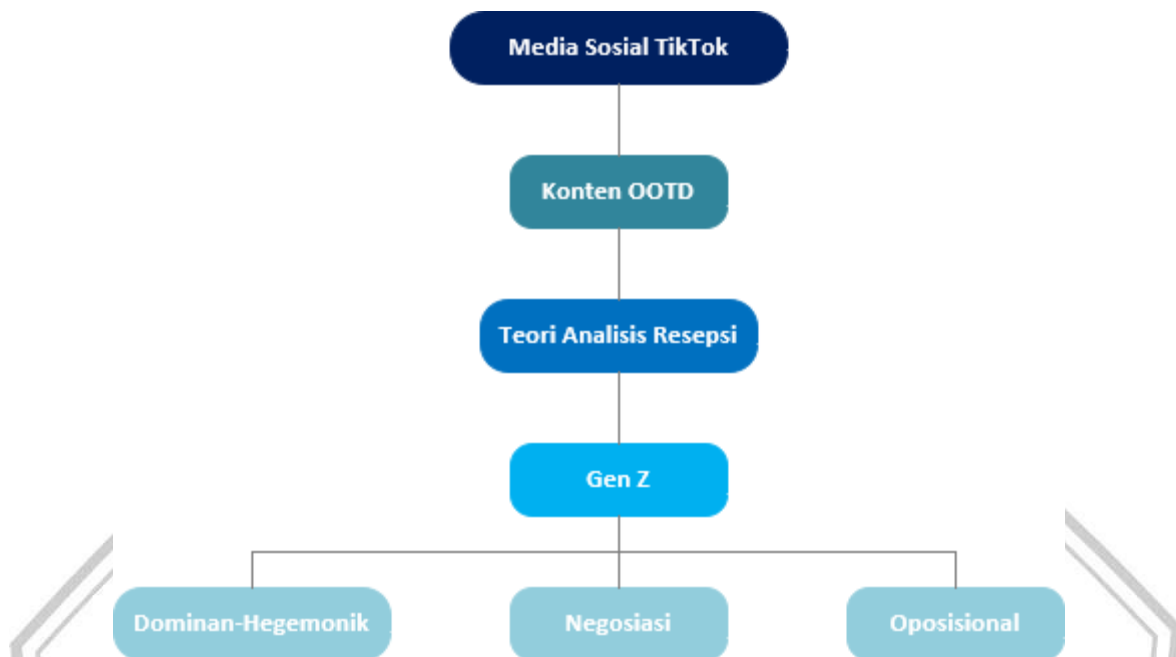 Media Sosial TikTok
Konten OOTD
Teori Analisis Resepsi
Gen Z
Dominan-Hegemonik
Negosiasi
Oposisional